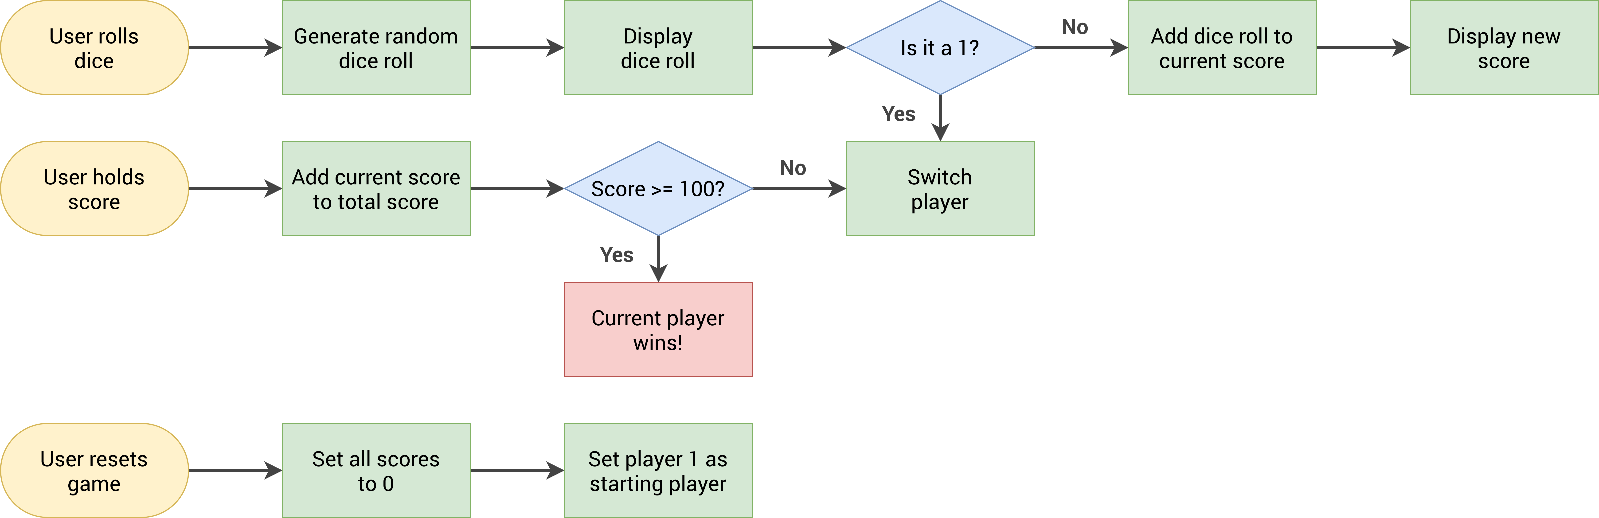 User rolls
dice
Generate random
dice roll
Display
dice roll
Is it a 1?
No
Add dice roll to
current score
Display new
score
Yes
User holds
score
Add current score
to total score
Score >= 100?
No
Switch
player
Yes
Current player
wins!
User resets
game
Set all scores
to 0
Set player 1 as
starting player